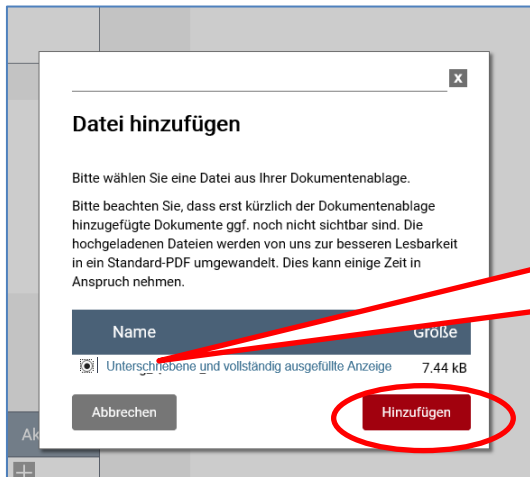 x
Datei hinzufügen
Bitte wählen Sie eine Datei aus Ihrer Dokumentenablage.
Bitte beachten Sie, dass erst kürzlich der Dokumentenablage
hinzugefügte Dokumente ggf. noch nicht sichtbar sind. Die
hochgeladenen Dateien werden von uns zur besseren Lesbarkeit
in ein Standard-PDF umgewandelt. Dies kann einige Zeit in
Anspruch nehmen.
Name Größe
Unterschriebene und vollständig ausgefüllte Anzeige 7.44 kB
Abbrechen Hinzufügen